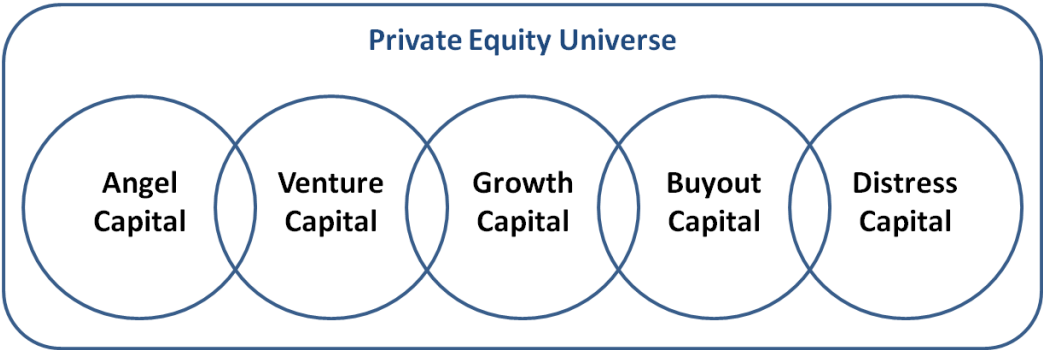 Private Equity Universe
Angel
Capital
Venture
Capital
Growth
Capital
Buyout
Capital
Distress
Capital